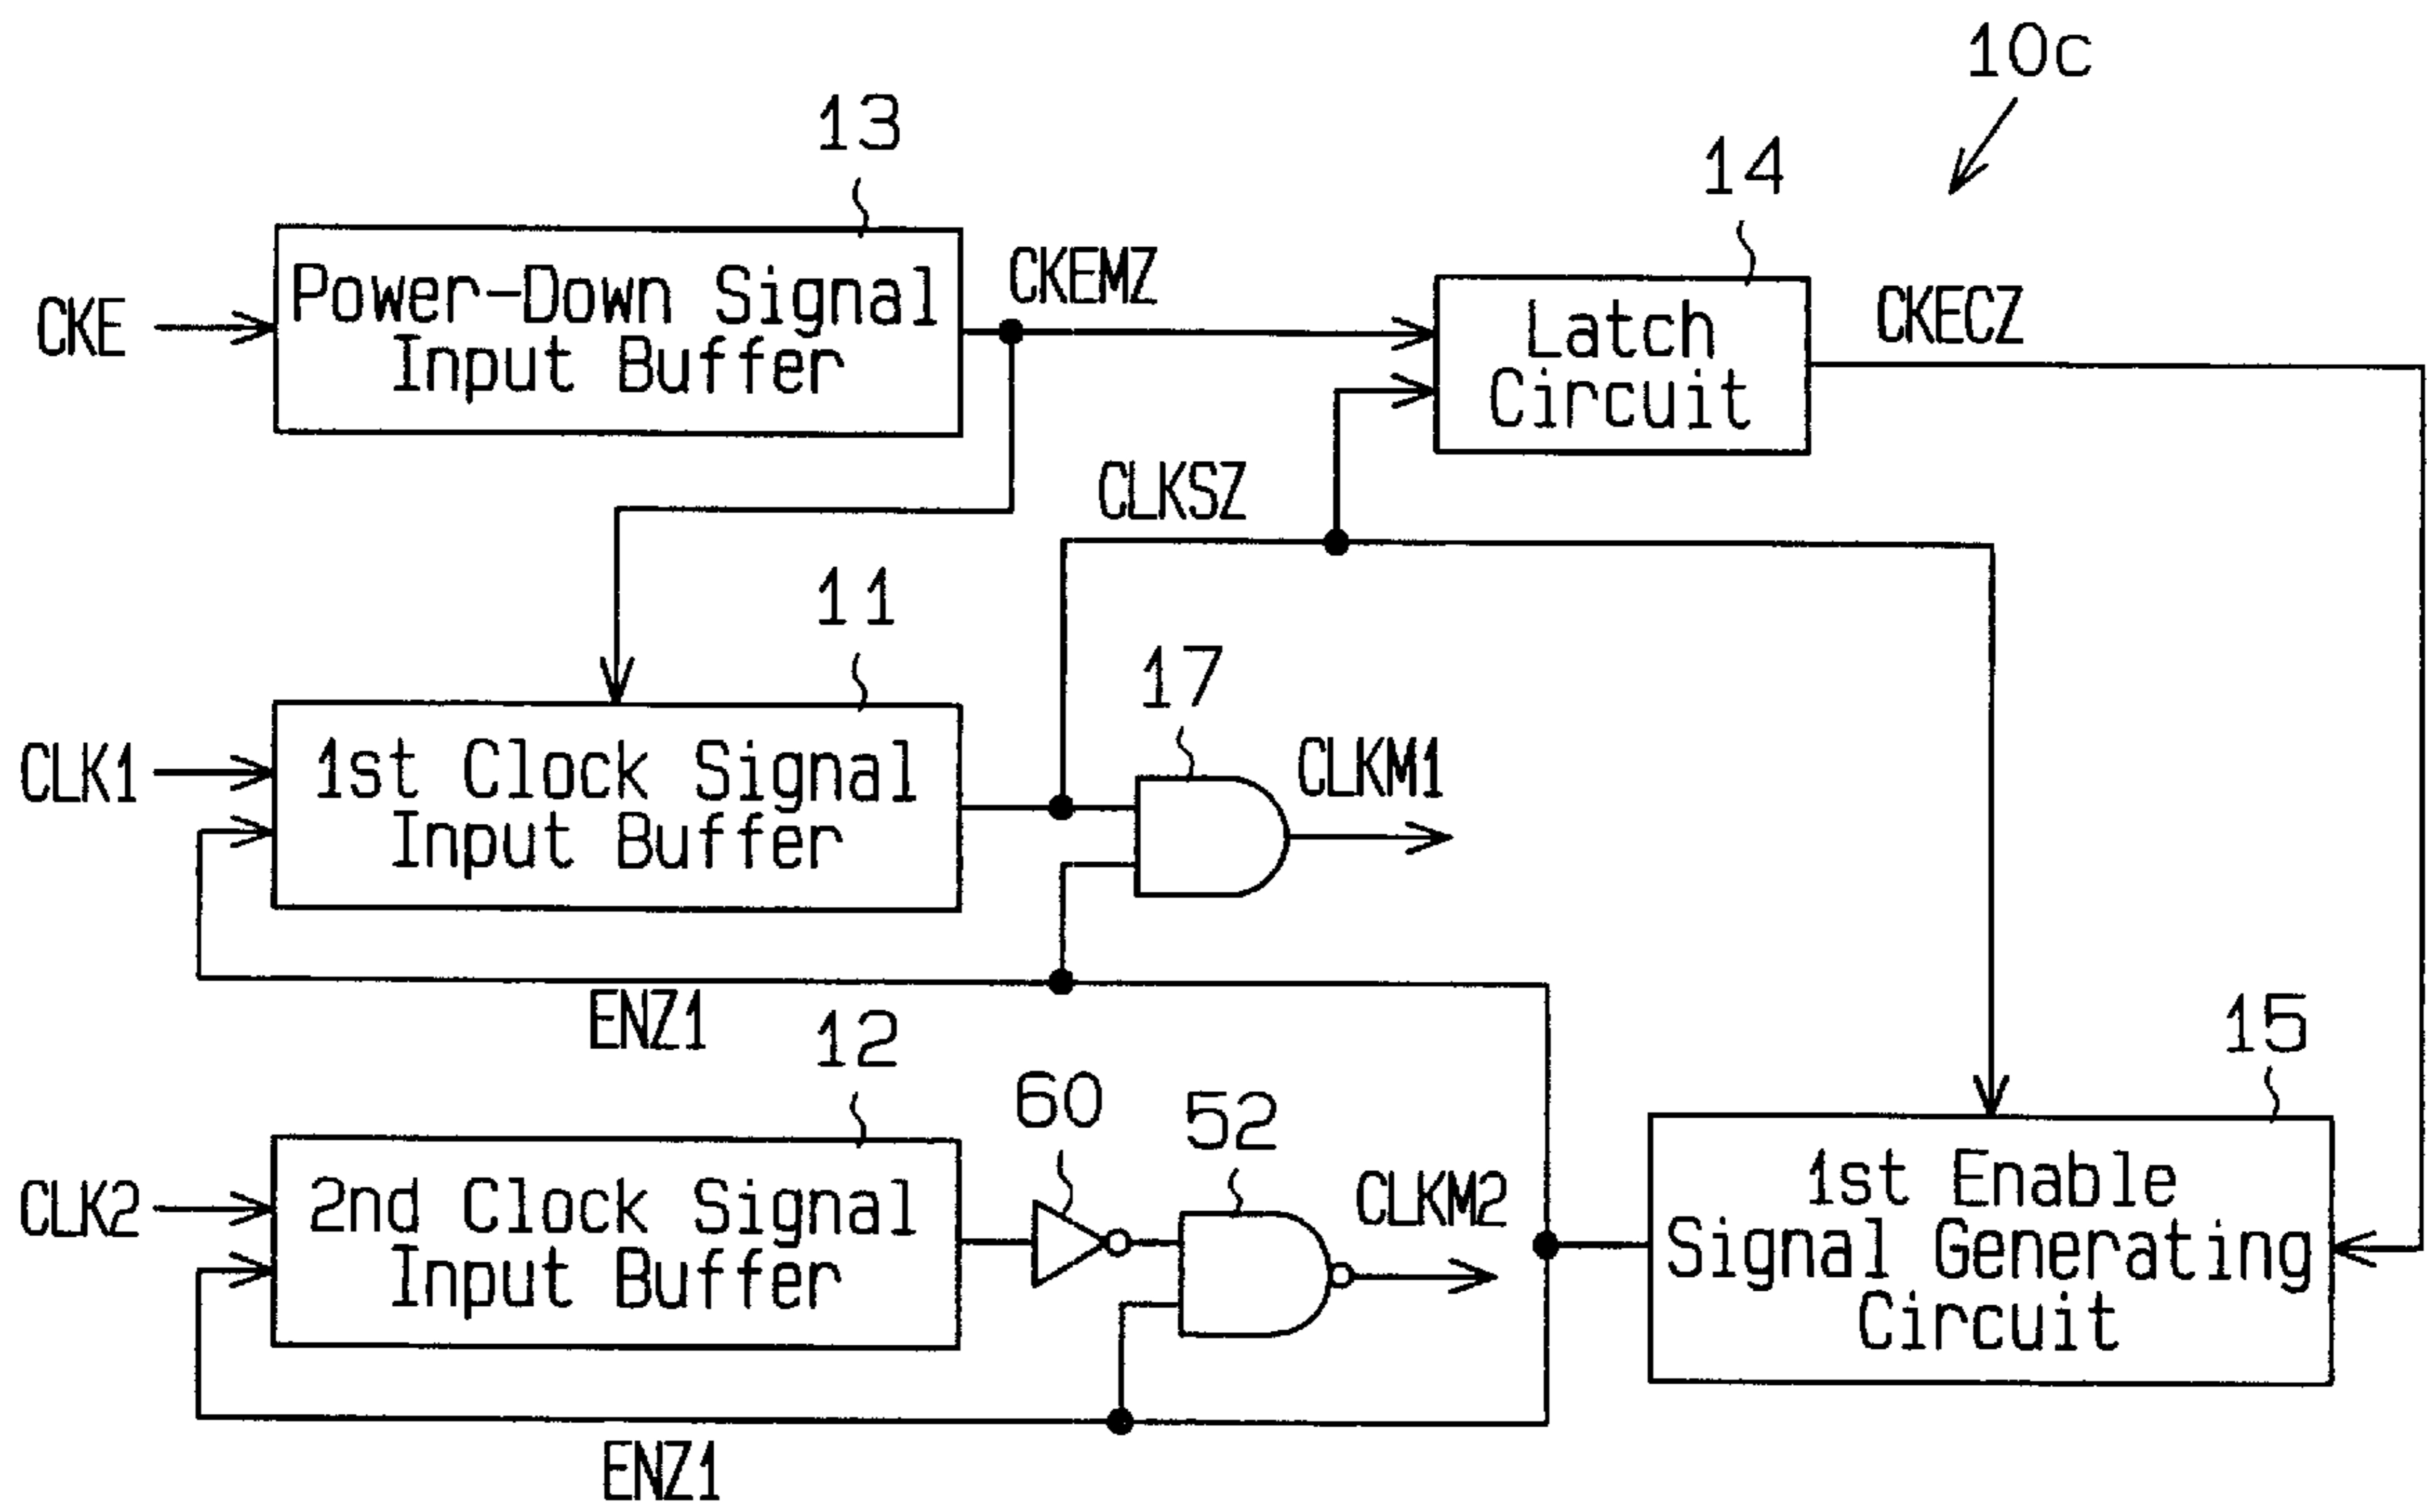 10c
13
14
CKE
Power-Down Signal
Input Buffer
CKEMZ
Latch
Circuit
CKECZ
CLKSZ
11
17
CLK1
1st Clock Signal
Input Buffer
CLKM1
ENZ1
12
15
60
52
CLK2
2nd Clock Signal
Input Buffer
CLKM2
1st Enable
Signal Generating
Circuit
ENZ1